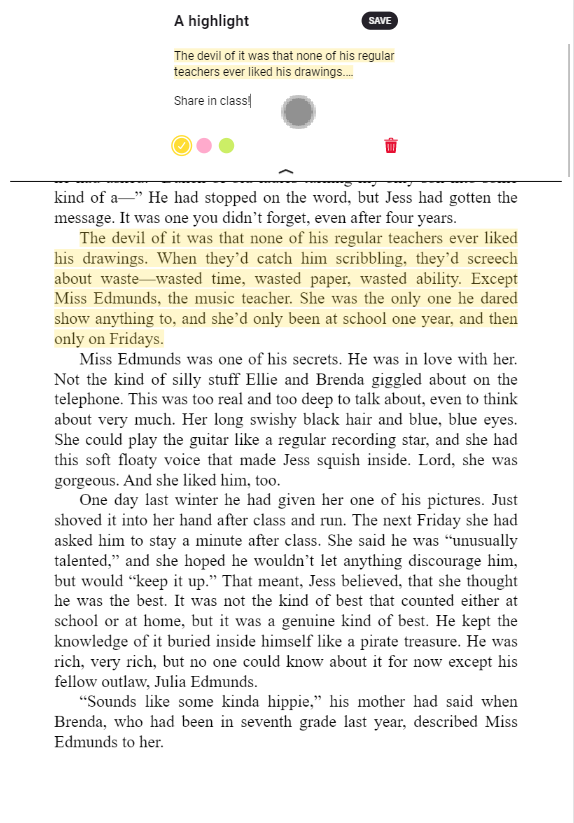 A highlight
SAVE
The devil of it was that none of his regular
teachers ever liked his drawings....
Share in class!
kind of a—” He had stopped on the word, but Jess had gotten the
message. It was one you didn’t forget, even after four years.
The devil of it was that none of his regular teachers ever liked
his drawings. When they’d catch him scribbling, they’d screech
about waste—wasted time, wasted paper, wasted ability. Except
Miss Edmunds, the music teacher. She was the only one he dared
show anything to, and she’d only been at school one year, and then
only on Fridays.
Miss Edmunds was one of his secrets. He was in love with her.
Not the kind of silly stuff Ellie and Brenda giggled about on the
telephone. This was too real and too deep to talk about, even to think
about very much. Her long swishy black hair and blue, blue eyes.
She could play the guitar like a regular recording star, and she had
this soft floaty voice that made Jess squish inside. Lord, she was
gorgeous. And she liked him, too.
One day last winter he had given her one of his pictures. Just
shoved it into her hand after class and run. The next Friday she had
asked him to stay a minute after class. She said he was “unusually
talented,” and she hoped he wouldn’t let anything discourage him,
but would “keep it up.” That meant, Jess believed, that she thought
he was the best. It was not the kind of best that counted either at
school or at home, but it was a genuine kind of best. He kept the
knowledge of it buried inside himself like a pirate treasure. He was
rich, very rich, but no one could know about it for now except his
fellow outlaw, Julia Edmunds.
“Sounds like some kinda hippie,” his mother had said when
Brenda, who had been in seventh grade last year, described Miss
Edmunds to her.